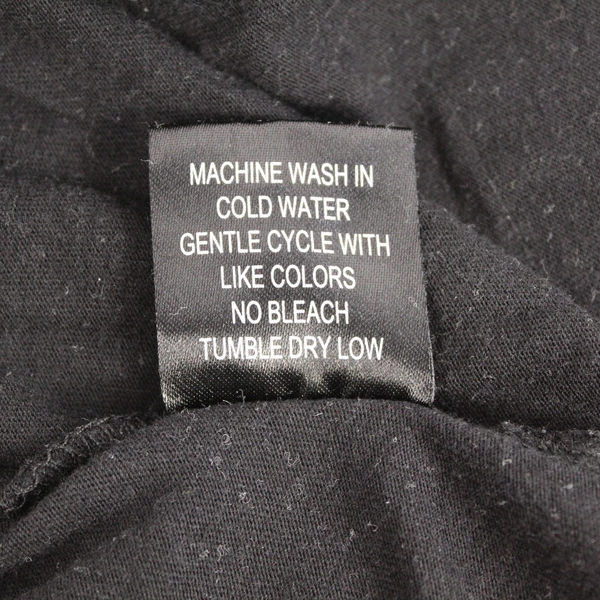 MACHINE WASH IN
COLD WATER
GENTLE CYCLE WITH
LIKE COLORS
NO BLEACH
TUMBLE DRY LOW